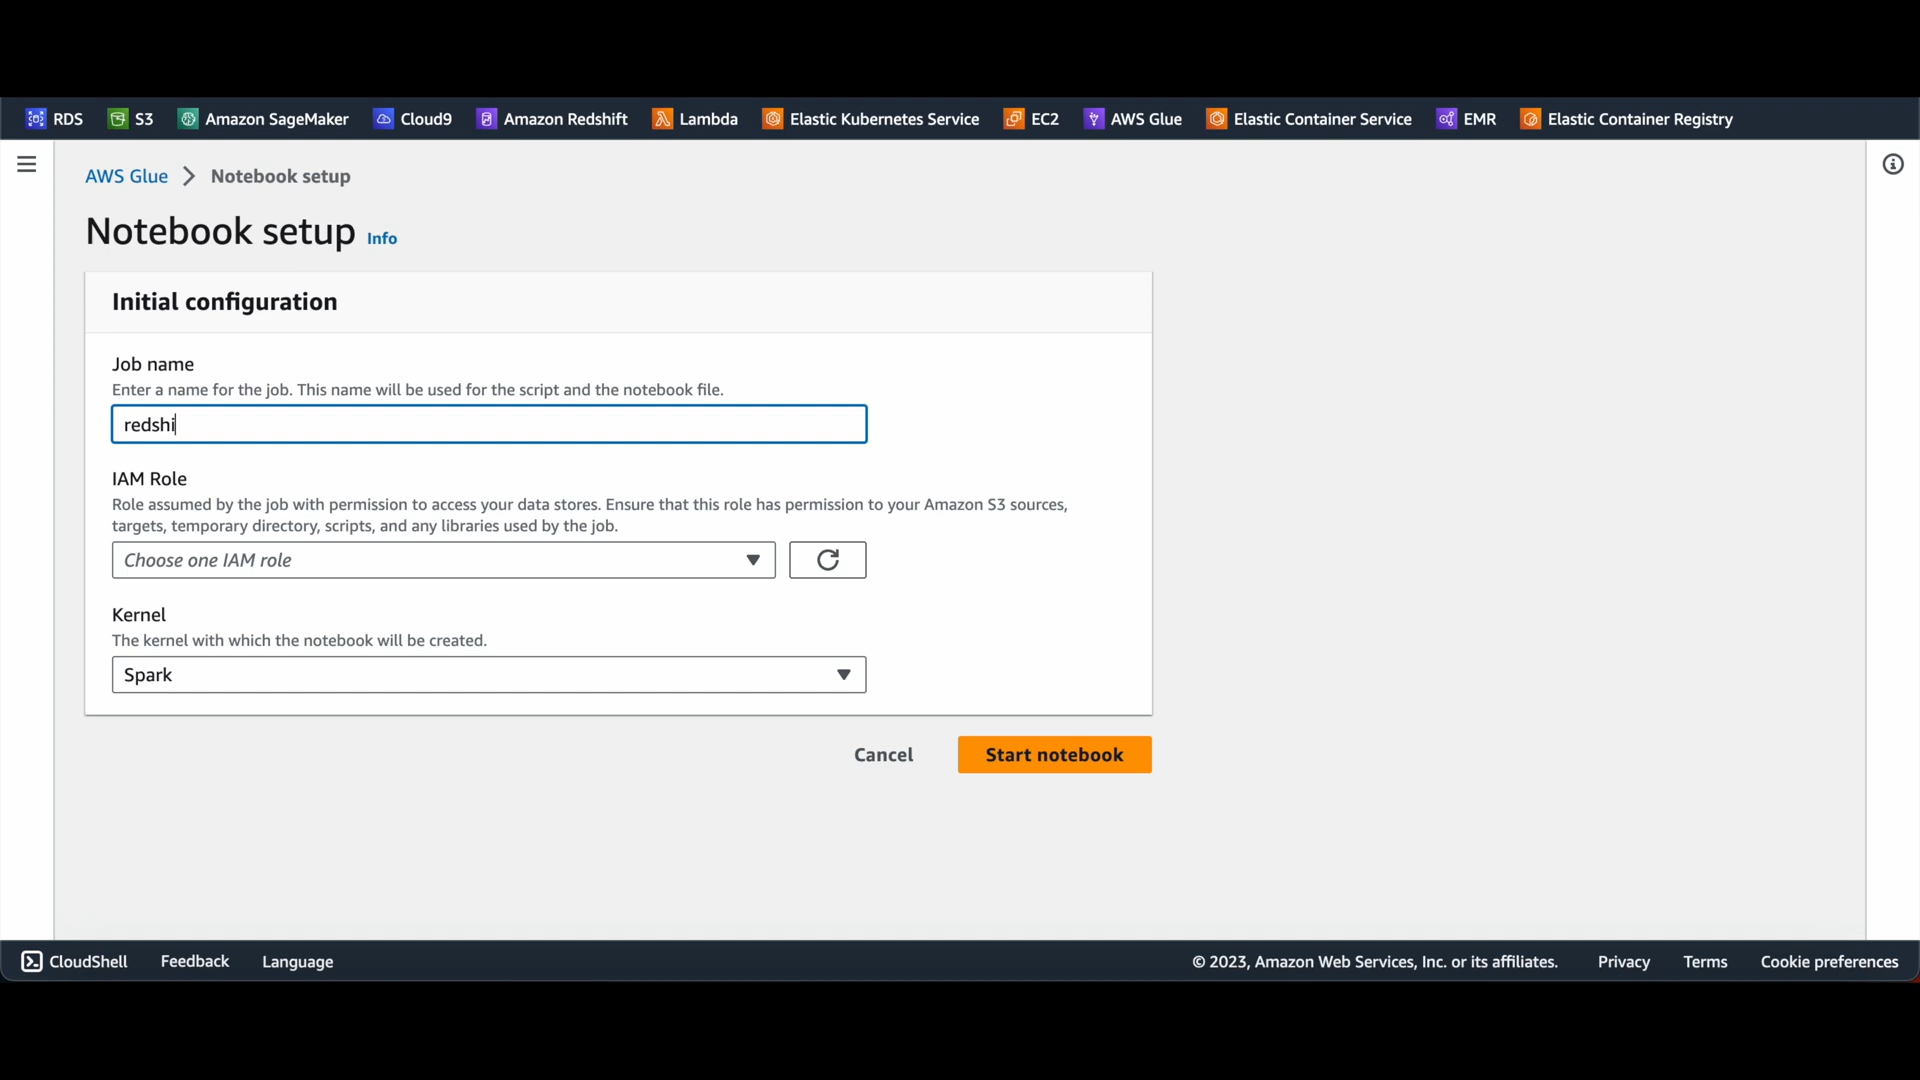 RDS S3 Amazon SageMaker Cloud9 Amazon Redshift Lambda Elastic Kubernetes Service EC2 AWS Glue Elastic Container Service EMR Elastic Container Registry
AWS Glue Notebook setup
Notebook setup Info
Initial configuration
Job name
Enter a name for the job. This name will be used for the script and the notebook file.
redshi
IAM Role
Role assumed by the job with permission to access your data stores. Ensure that this role has permission to your Amazon S3 sources,
targets, temporary directory, scripts, and any libraries used by the job.
Choose one IAM role
Kernel
The kernel with which the notebook will be created.
Spark
Cancel Start notebook
CloudShell Feedback Language © 2023, Amazon Web Services, Inc. or its affiliates. Privacy Terms Cookie preferences